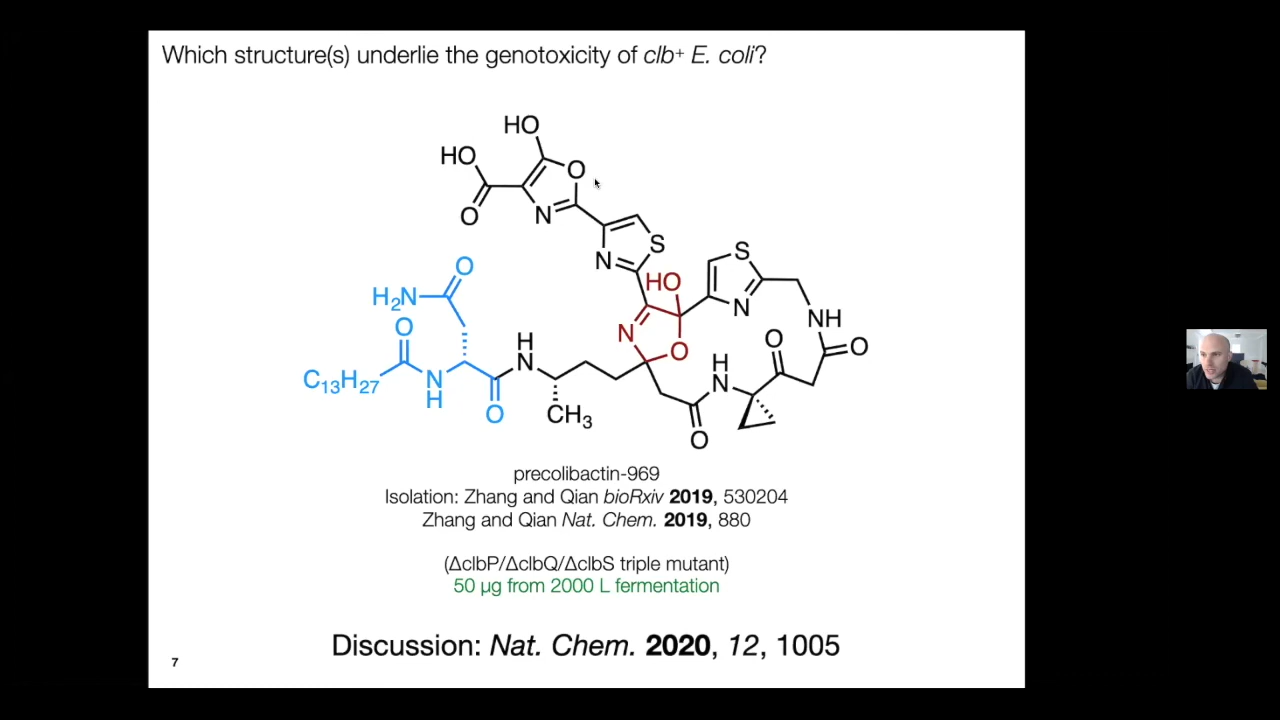 Which structure(s) underlie the genotoxicity of clb⁺ E. coli?
HO
HO
O
O
N
S
N
HO
S
N
H₂N
O
O
N
O
NH
O
O
H
N
H
N
C₁₃H₂₇
N
H
O
CH₃
O
precolibactin-969
Isolation: Zhang and Qian bioRxiv 2019, 530204
Zhang and Qian Nat. Chem. 2019, 880
(ΔclbP/ΔclbQ/ΔclbS triple mutant)
50 µg from 2000 L fermentation
Discussion: Nat. Chem. 2020, 12, 1005
7